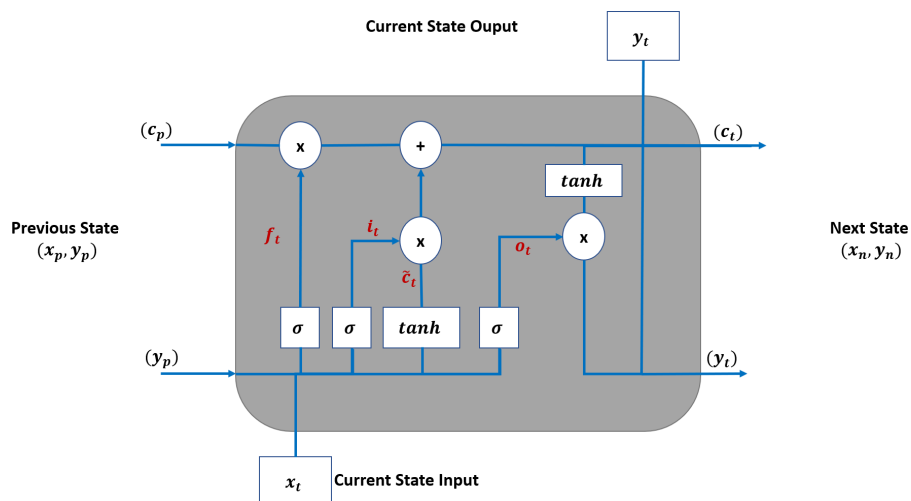 Current State Ouput
y_t
(c_p)
(c_t)
x
+
tanh
Previous State
(x_p, y_p)
f_t
i_t
x
o_t
x
Next State
(x_n, y_n)
c̃_t
σ
σ
tanh
σ
(y_p)
(y_t)
x_t
Current State Input